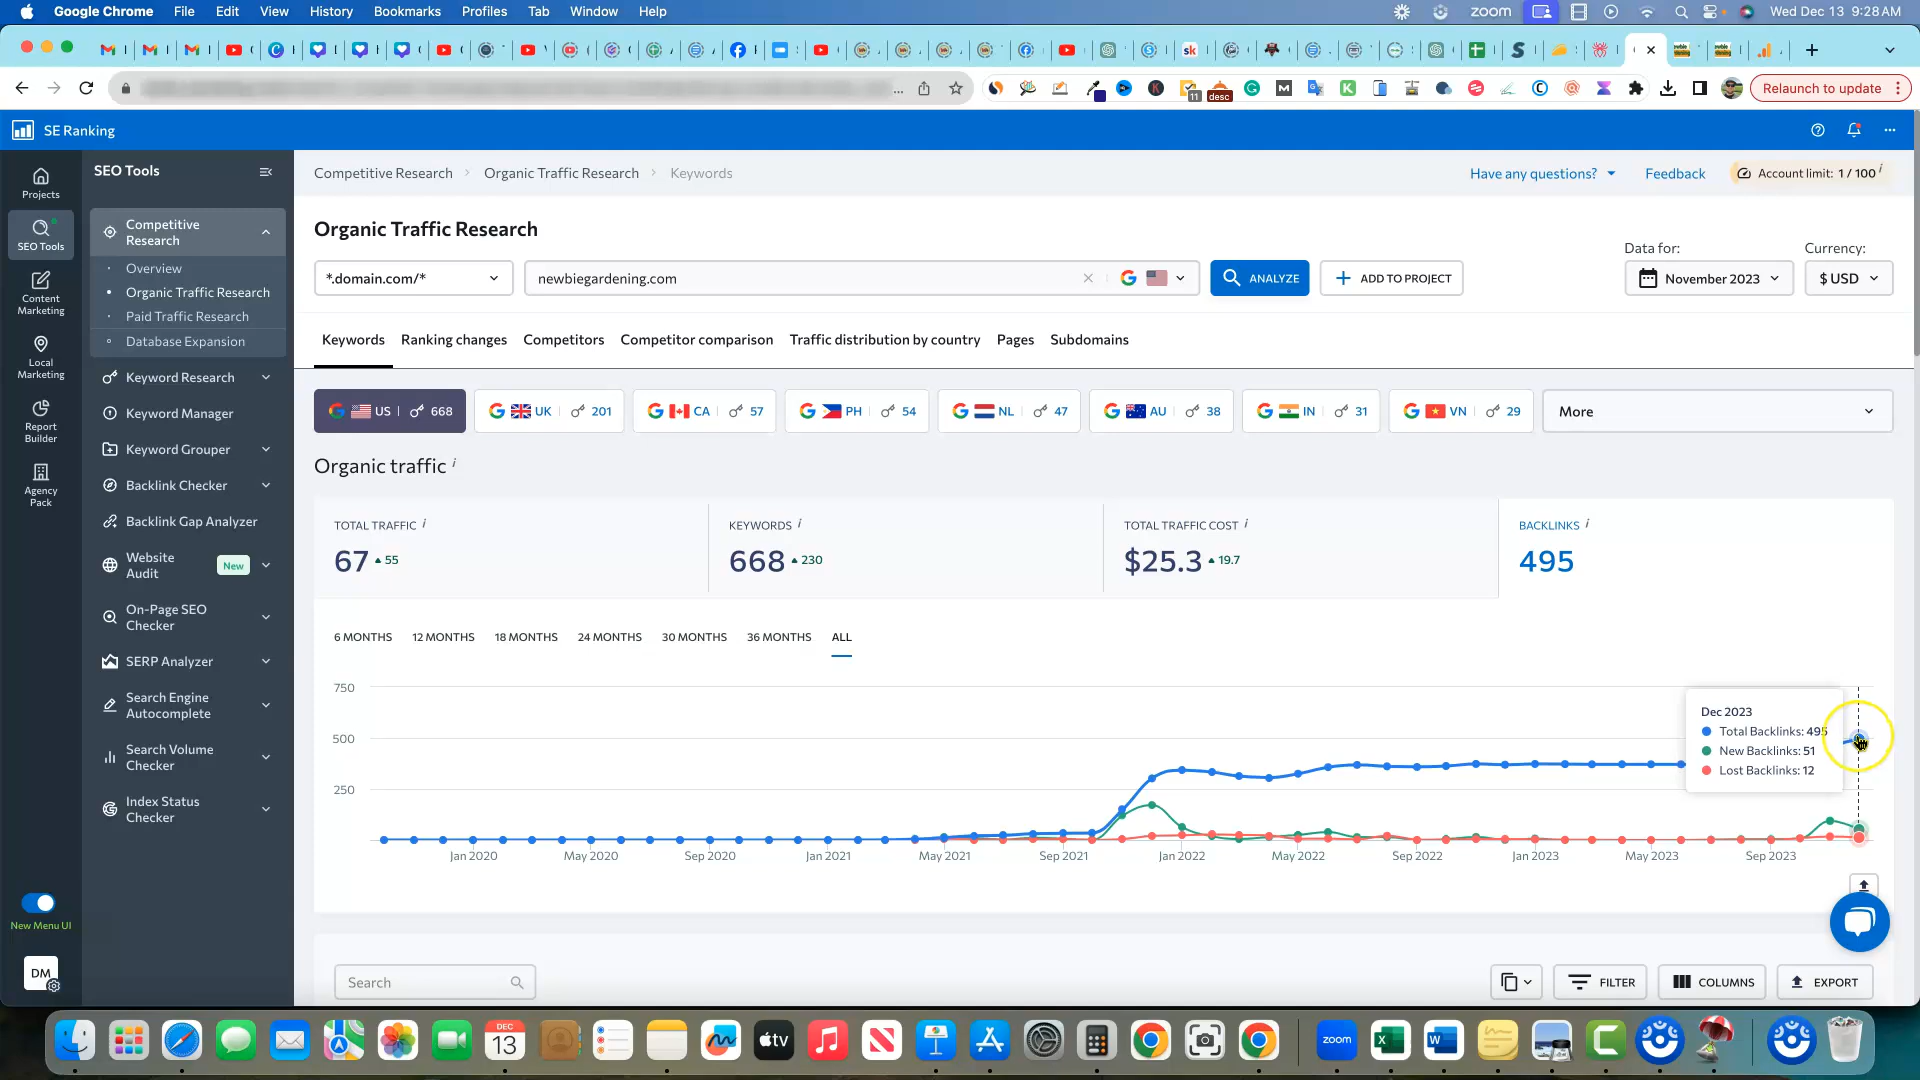 Google Chrome File Edit View History Bookmarks Profiles Tab Window Help
zoom Wed Dec 13 9:28 AM
11 desc Relaunch to update
SE Ranking
Projects
SEO Tools
Content Marketing
Local Marketing
Report Builder
Agency Pack
New Menu UI
DM
SEO Tools
Competitive Research
Overview
Organic Traffic Research
Paid Traffic Research
Database Expansion
Keyword Research
Keyword Manager
Keyword Grouper
Backlink Checker
Backlink Gap Analyzer
Website Audit New
On-Page SEO Checker
SERP Analyzer
Search Engine Autocomplete
Search Volume Checker
Index Status Checker
Competitive Research > Organic Traffic Research > Keywords
Have any questions? Feedback Account limit: 1 / 100 i
Organic Traffic Research
Data for: Currency:
*.domain.com/* newbiegardening.com ANALYZE ADD TO PROJECT November 2023 $ USD
Keywords Ranking changes Competitors Competitor comparison Traffic distribution by country Pages Subdomains
US 668 UK 201 CA 57 PH 54 NL 47 AU 38 IN 31 VN 29 More
Organic traffic i
TOTAL TRAFFIC i KEYWORDS i TOTAL TRAFFIC COST i BACKLINKS i
67 55 668 230 $25.3 19.7 495
6 MONTHS 12 MONTHS 18 MONTHS 24 MONTHS 30 MONTHS 36 MONTHS ALL
750
500
250
Dec 2023
Total Backlinks: 495
New Backlinks: 51
Lost Backlinks: 12
Jan 2020 May 2020 Sep 2020 Jan 2021 May 2021 Sep 2021 Jan 2022 May 2022 Sep 2022 Jan 2023 May 2023 Sep 2023
Search FILTER COLUMNS EXPORT
DEC 13 tv zoom